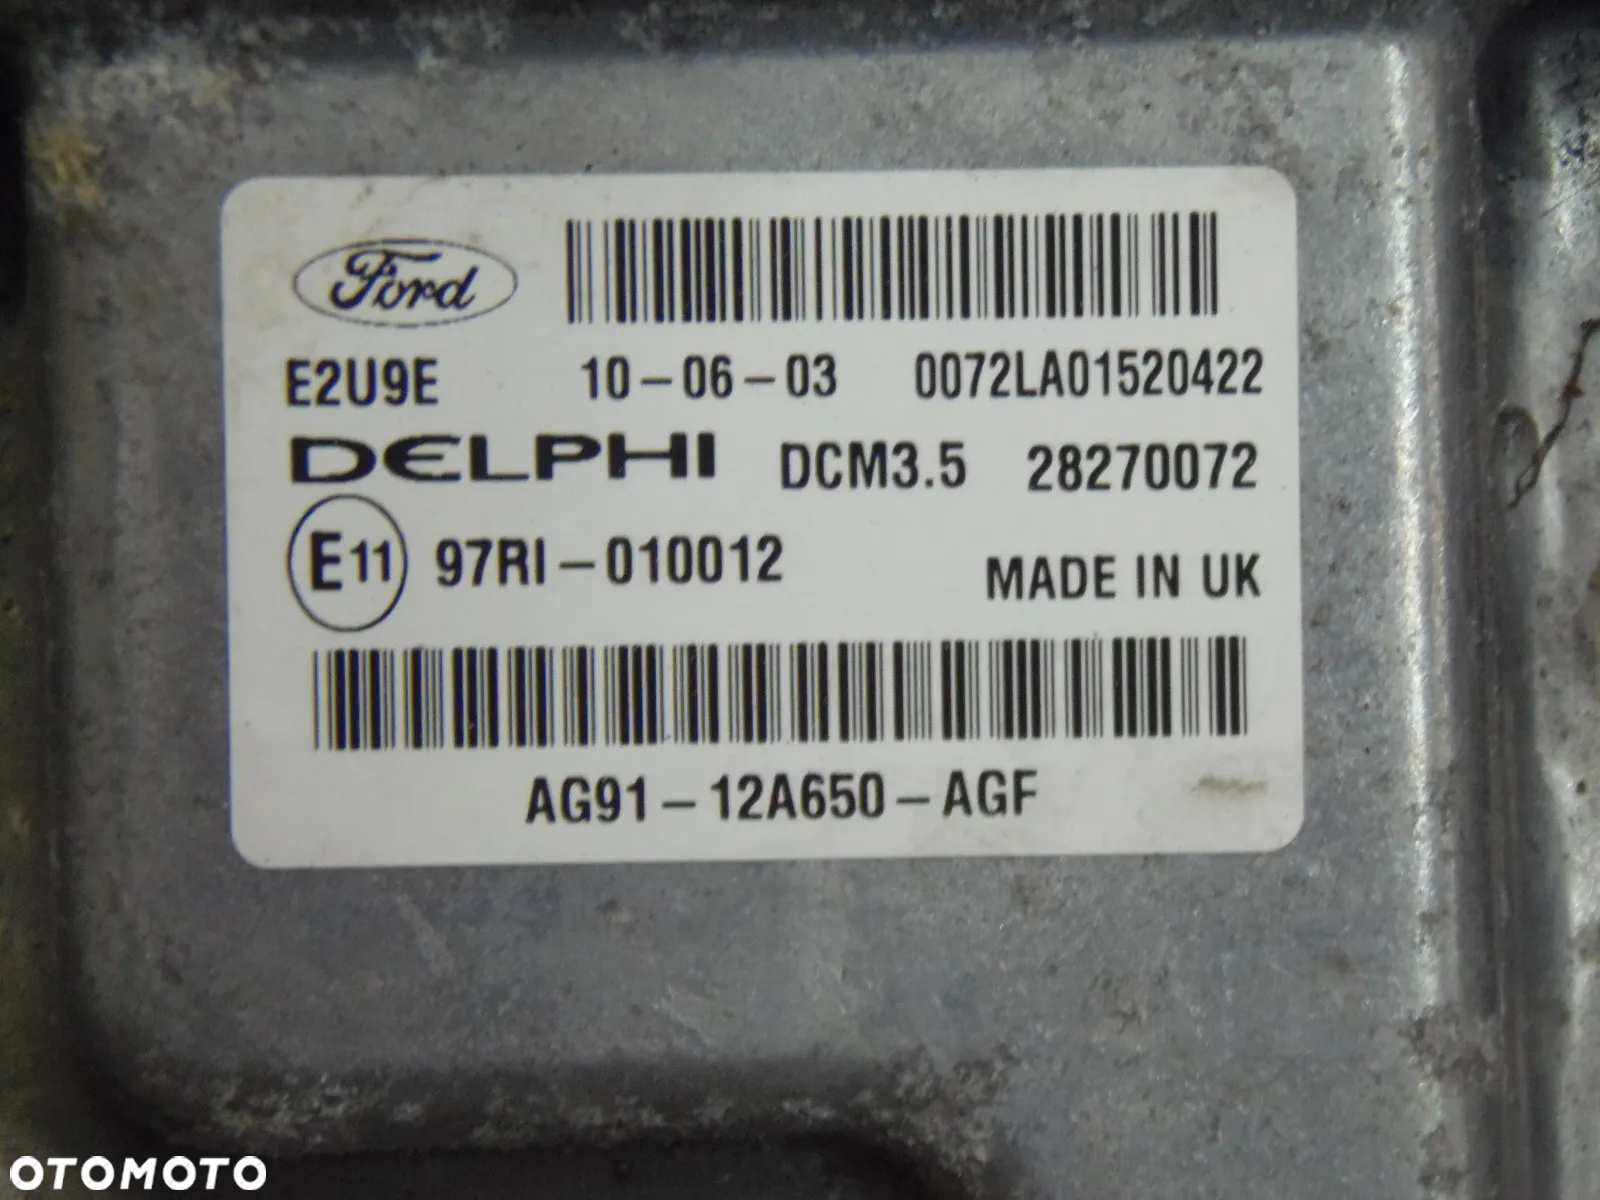 Ford
E2U9E 10-06-03 0072LA01520422
DELPHI DCM3.5 28270072
E11 97RI-010012 MADE IN UK
AG91-12A650-AGF
OTOMOTO